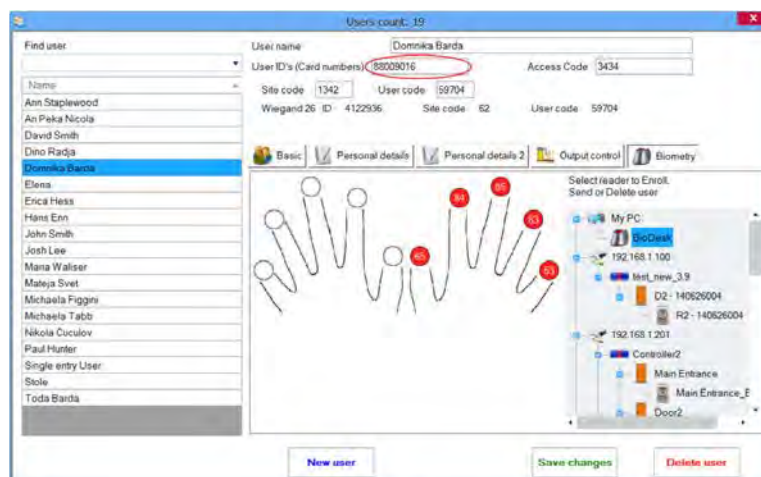 Users count: 19
Find user
Name
Ann Staplewood
An Peka Nicola
David Smith
Dino Radja
Domnika Barda
Elena
Erica Hess
Hans Enn
John Smith
Josh Lee
Maria Waliser
Mateja Svet
Michaela Figgini
Michaela Tabb
Nikola Cuculov
Paul Hunter
Single entry User
Stole
Toda Barda
User name Domnika Barda
User ID's (Card numbers) 88009016 Access Code 3434
Site code 1342 User code 59704
Wiegand 26 ID 4122936 Site code 62 User code 59704
Basic Personal details Personal details 2 Output control Biometry
84 85 83 65 63
Select reader to Enroll.
Send or Delete user
My PC
BioDesk
192.168.1.100
test_new_3.9
D2 - 140626004
R2 - 140626004
192.168.1.201
Controller2
Main Entrance
Main Entrance_E
Door2
New user Save changes Delete user